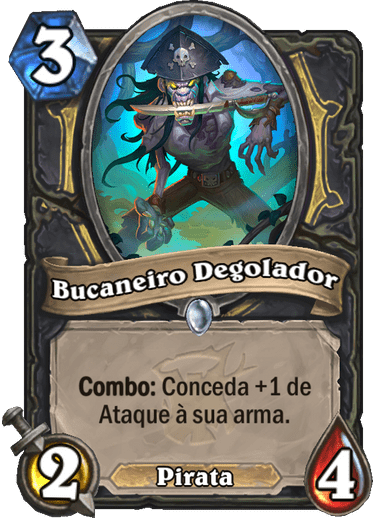 3
Bucaneiro Degolador
Combo: Conceda +1 de
Ataque à sua arma.
2
Pirata
4